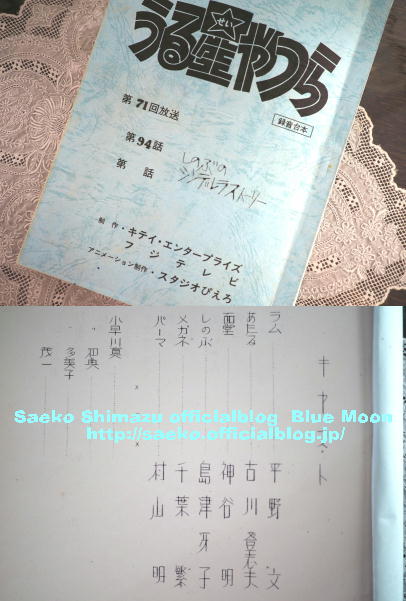 うる星やつら
せい
録音台本
第71回放送
第94話
第　話
しのぶの
シンデレラストーリー
制作・キティ・エンタープライズ
フジテレビ
アニメーション制作・スタジオぴえろ
キャスト
ラム 平野 文
あたる 古川 登志夫
面堂 神谷 明
しのぶ 島津 冴子
メガネ 千葉 繁
パーマ 村山 明
× ×
小早川真
茂一
Saeko Shimazu officialblog Blue Moon
http://saeko.officialblog.jp/